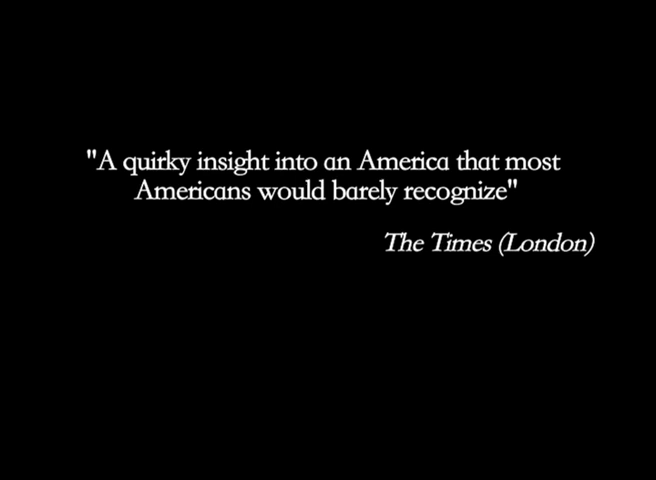 "A quirky insight into an America that most
Americans would barely recognize"
The Times (London)